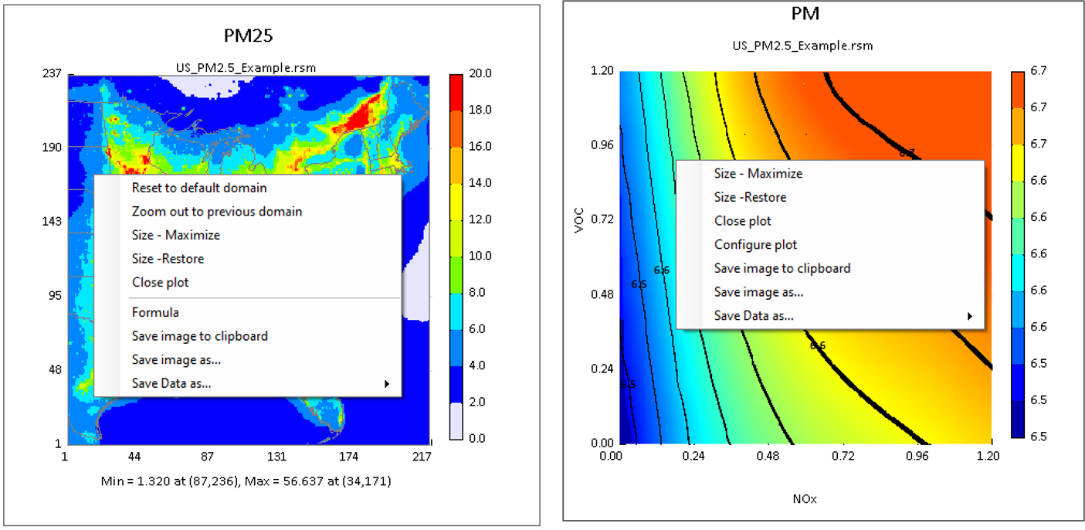 PM25
US_PM2.5_Example.rsm
237
190
143
95
48
1
1
44
87
131
174
217
20.0
18.0
16.0
14.0
12.0
10.0
8.0
6.0
4.0
2.0
0.0
Reset to default domain
Zoom out to previous domain
Size - Maximize
Size -Restore
Close plot
Formula
Save image to clipboard
Save image as...
Save Data as...
Min = 1.320 at (87,236), Max = 56.637 at (34,171)
PM
US_PM2.5_Example.rsm
VOC
1.20
0.96
0.72
0.48
0.24
0.00
0.00
0.24
0.48
0.72
0.96
1.20
NOx
6.7
6.7
6.7
6.6
6.6
6.6
6.6
6.6
6.5
6.5
6.5
Size - Maximize
Size -Restore
Close plot
Configure plot
Save image to clipboard
Save image as...
Save Data as...
6.7
6.6
6.5
6.6
6.5